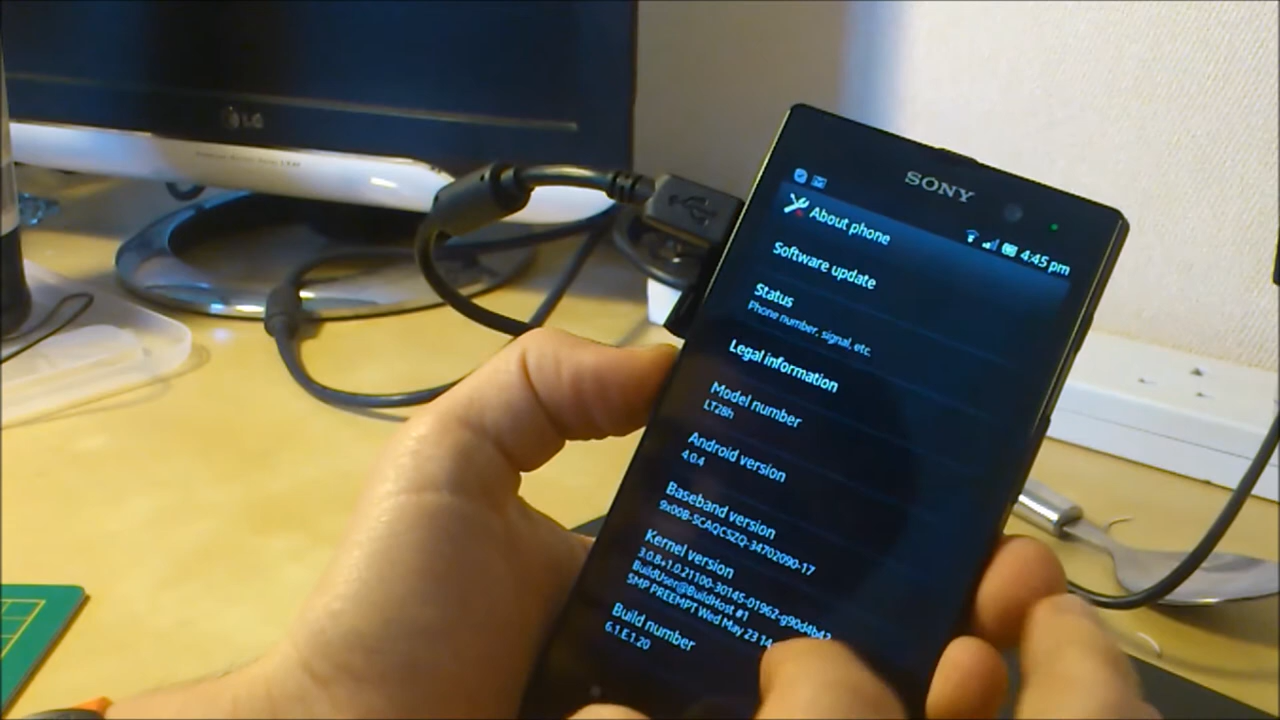 LG
SONY
4:45 pm
About phone
Software update
Status
Phone number, signal, etc.
Legal information
Model number
LT28h
Android version
4.0.4
Baseband version
9x00B-SCAQCSZQ-34702090-17
Kernel version
3.0.8+1.0.21100-30145-01962-g90d4b42
BuildUser@BuildHost #1
SMP PREEMPT Wed May 23 14
Build number
6.1.E.1.20